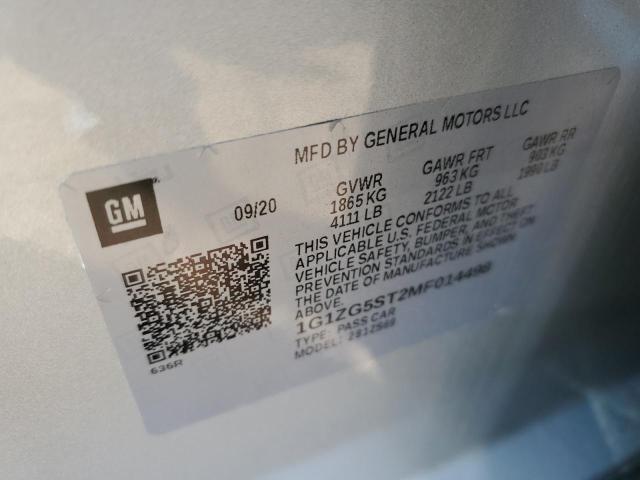 MFD BY GENERAL MOTORS LLC
GM
09/20
GVWR GAWR FRT GAWR RR
1865 KG 963 KG 903 KG
4111 LB 2122 LB 1990 LB
THIS VEHICLE CONFORMS TO ALL
APPLICABLE U.S. FEDERAL MOTOR
VEHICLE SAFETY, BUMPER, AND THEFT
PREVENTION STANDARDS IN EFFECT ON
THE DATE OF MANUFACTURE SHOWN
ABOVE.
1G1ZG5ST2MF014498
TYPE: PASS CAR
MODEL: 281ZS69
636R